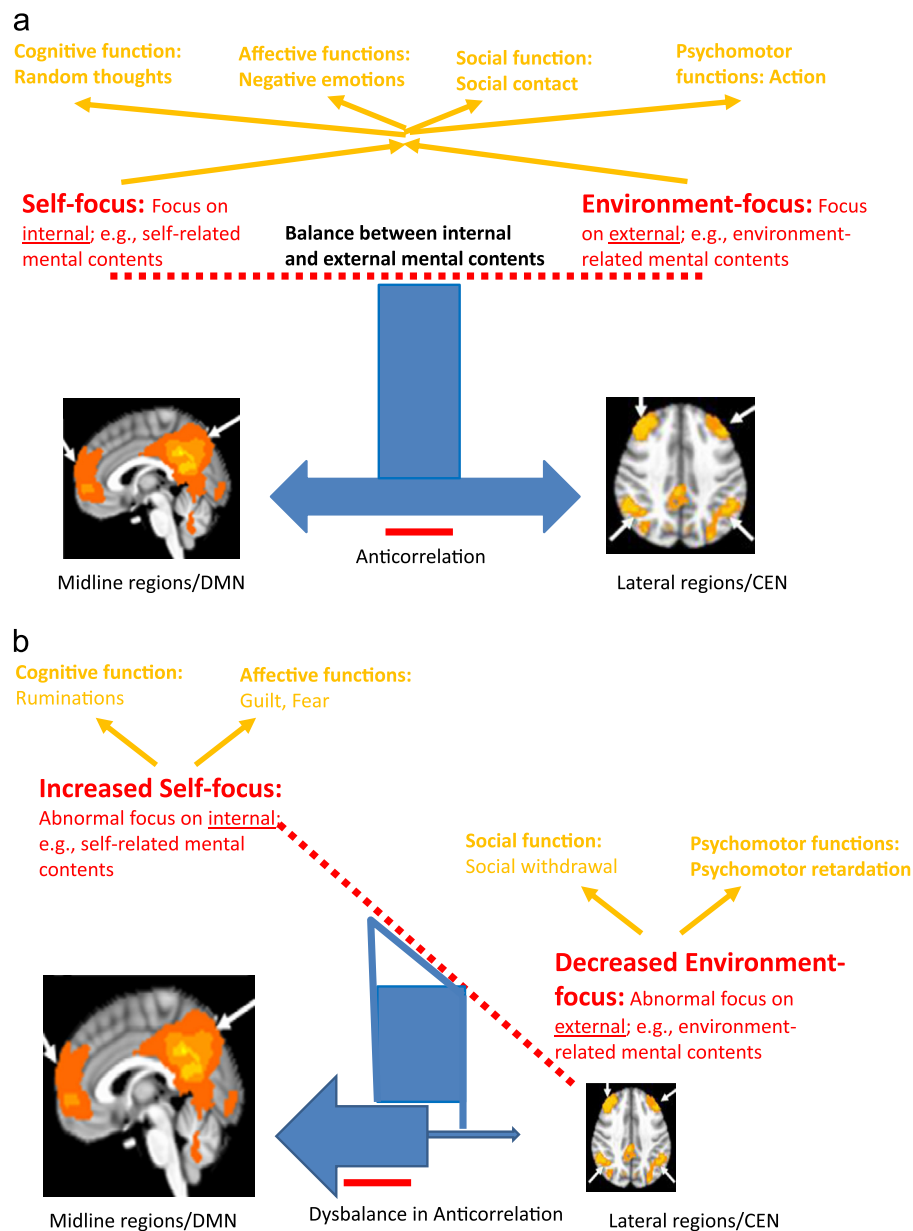 a
Cognitive function:
Random thoughts
Affective functions:
Negative emotions
Social function:
Social contact
Psychomotor
functions: Action
Self-focus: Focus on
internal; e.g., self-related
mental contents
Balance between internal
and external mental contents
Environment-focus: Focus
on external; e.g., environment-
related mental contents
Anticorrelation
Midline regions/DMN
Lateral regions/CEN
b
Cognitive function:
Ruminations
Affective functions:
Guilt, Fear
Increased Self-focus:
Abnormal focus on internal;
e.g., self-related mental
contents
Social function:
Social withdrawal
Psychomotor functions:
Psychomotor retardation
Decreased Environment-
focus: Abnormal focus on
external; e.g., environment-
related mental contents
Midline regions/DMN
Dysbalance in Anticorrelation
Lateral regions/CEN